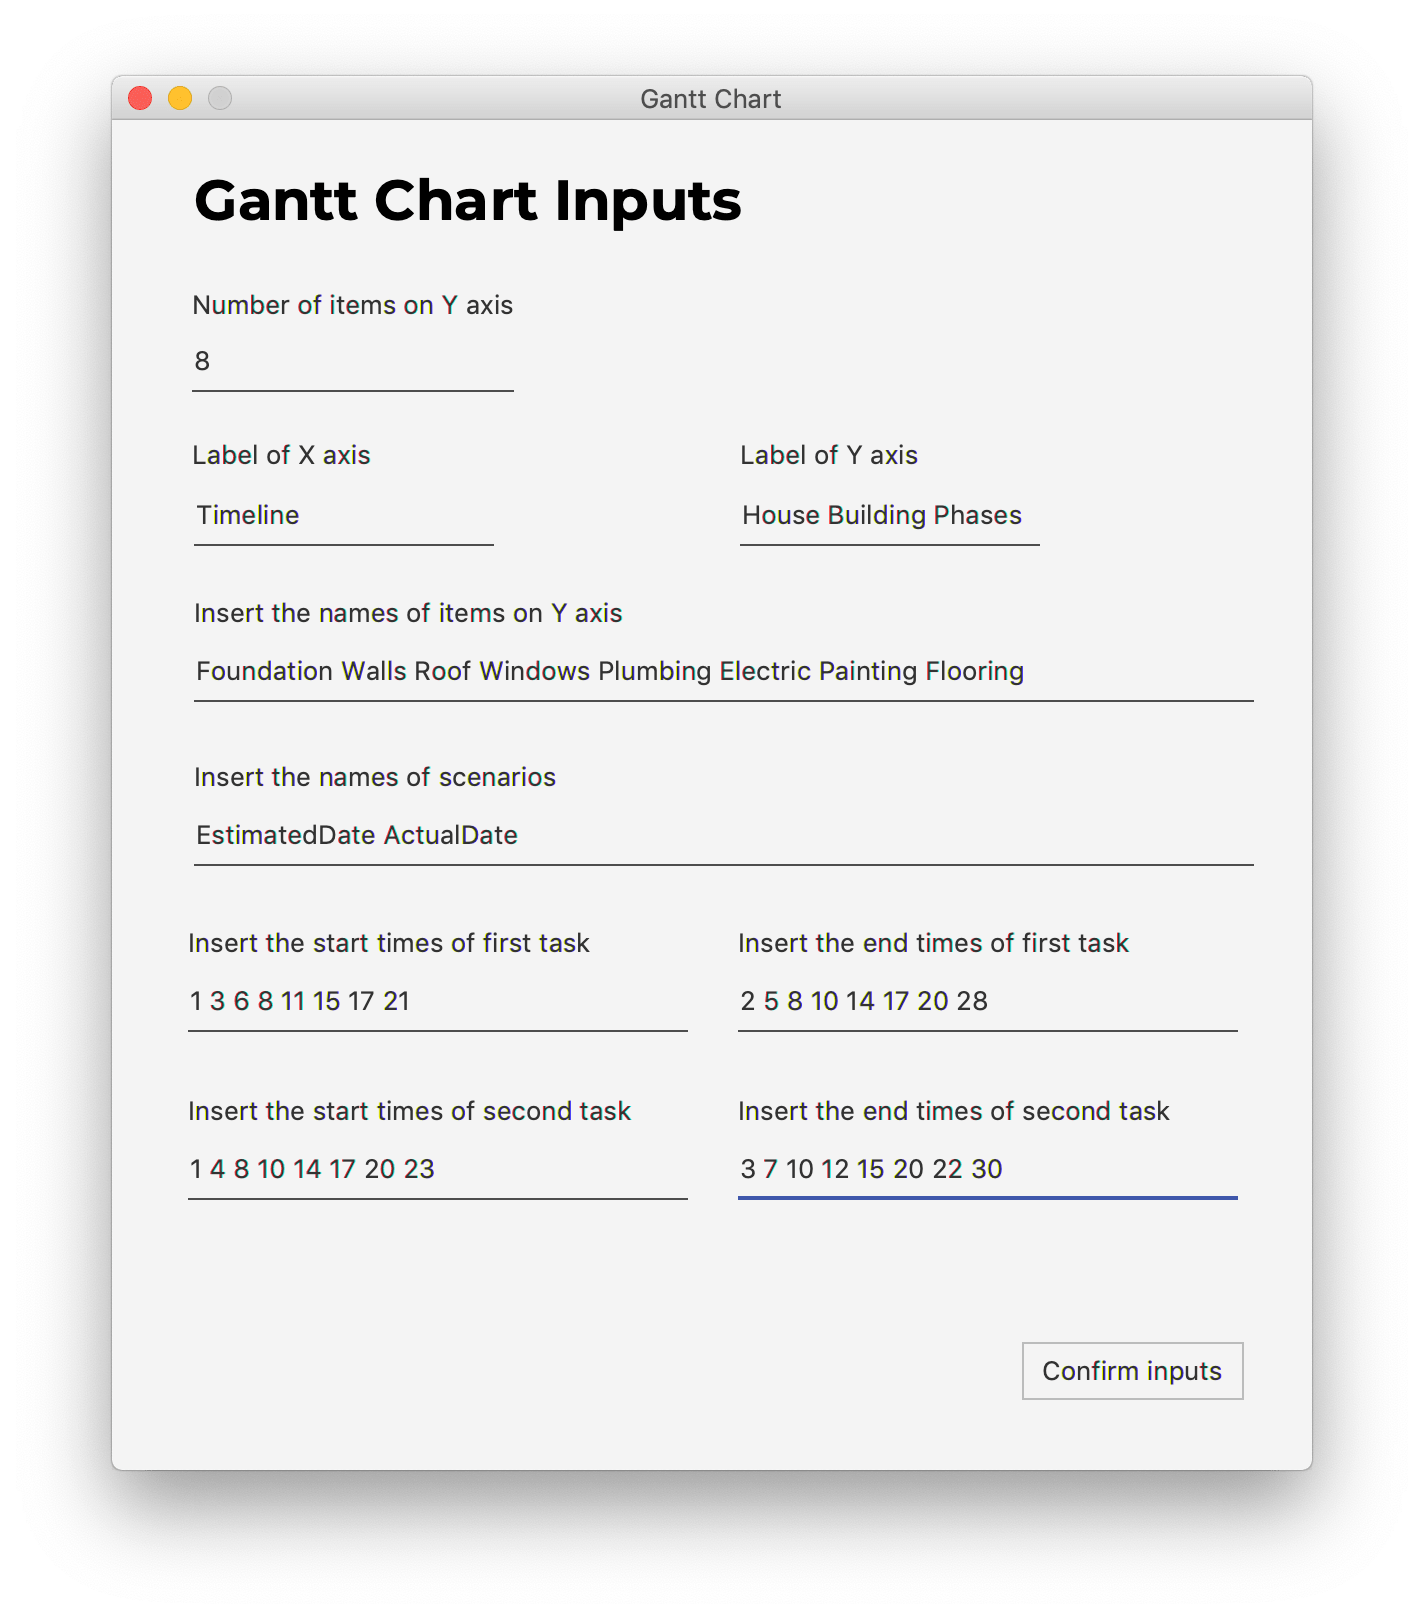 Gantt Chart
Gantt Chart Inputs
Number of items on Y axis
8
Label of X axis
Label of Y axis
Timeline
House Building Phases
Insert the names of items on Y axis
Foundation Walls Roof Windows Plumbing Electric Painting Flooring
Insert the names of scenarios
EstimatedDate ActualDate
Insert the start times of first task
Insert the end times of first task
1 3 6 8 11 15 17 21
2 5 8 10 14 17 20 28
Insert the start times of second task
Insert the end times of second task
1 4 8 10 14 17 20 23
3 7 10 12 15 20 22 30
Confirm inputs